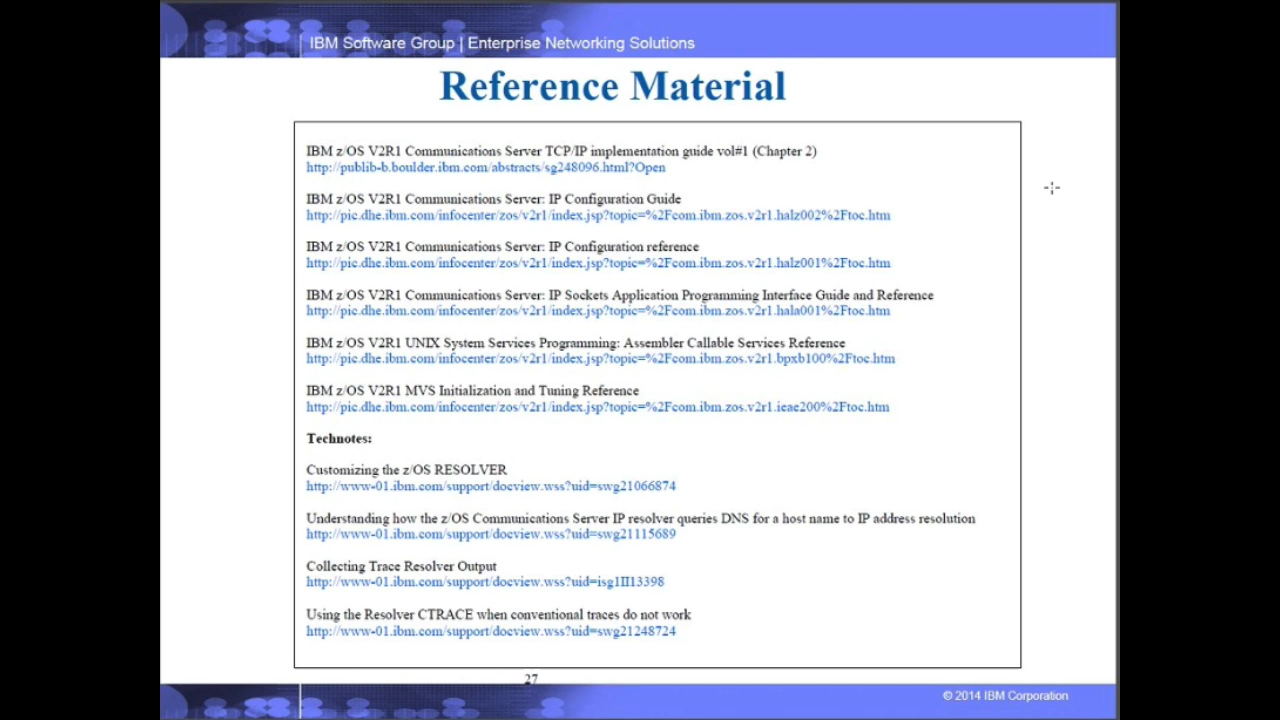 IBM Software Group | Enterprise Networking Solutions
Reference Material
IBM z/OS V2R1 Communications Server TCP/IP implementation guide vol#1 (Chapter 2)
http://publib-b.boulder.ibm.com/abstracts/sg248096.html?Open
IBM z/OS V2R1 Communications Server: IP Configuration Guide
http://pic.dhe.ibm.com/infocenter/zos/v2r1/index.jsp?topic=%2Fcom.ibm.zos.v2r1.halz002%2Ftoc.htm
IBM z/OS V2R1 Communications Server: IP Configuration reference
http://pic.dhe.ibm.com/infocenter/zos/v2r1/index.jsp?topic=%2Fcom.ibm.zos.v2r1.halz001%2Ftoc.htm
IBM z/OS V2R1 Communications Server: IP Sockets Application Programming Interface Guide and Reference
http://pic.dhe.ibm.com/infocenter/zos/v2r1/index.jsp?topic=%2Fcom.ibm.zos.v2r1.hala001%2Ftoc.htm
IBM z/OS V2R1 UNIX System Services Programming: Assembler Callable Services Reference
http://pic.dhe.ibm.com/infocenter/zos/v2r1/index.jsp?topic=%2Fcom.ibm.zos.v2r1.bpxb100%2Ftoc.htm
IBM z/OS V2R1 MVS Initialization and Tuning Reference
http://pic.dhe.ibm.com/infocenter/zos/v2r1/index.jsp?topic=%2Fcom.ibm.zos.v2r1.ieae200%2Ftoc.htm
Technotes:
Customizing the z/OS RESOLVER
http://www-01.ibm.com/support/docview.wss?uid=swg21066874
Understanding how the z/OS Communications Server IP resolver queries DNS for a host name to IP address resolution
http://www-01.ibm.com/support/docview.wss?uid=swg21115689
Collecting Trace Resolver Output
http://www-01.ibm.com/support/docview.wss?uid=isg1II13398
Using the Resolver CTRACE when conventional traces do not work
http://www-01.ibm.com/support/docview.wss?uid=swg21248724
27
© 2014 IBM Corporation